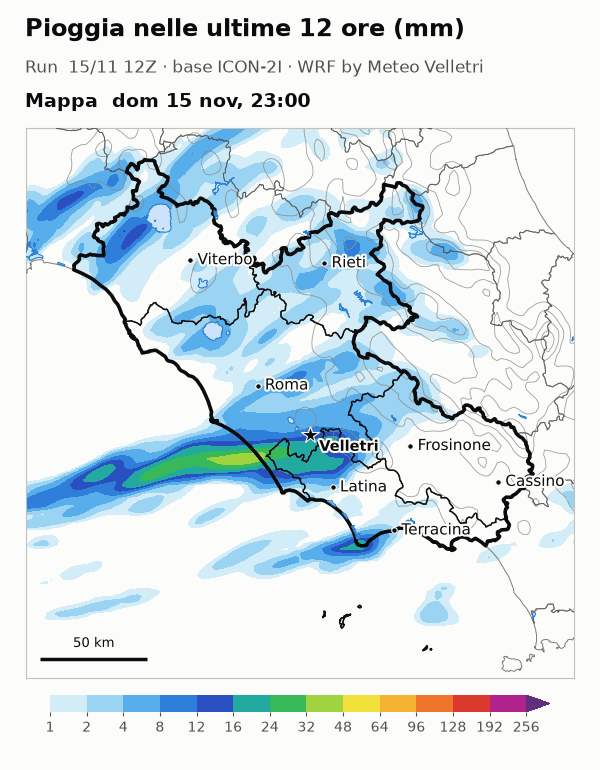 Pioggia nelle ultime 12 ore (mm)
Run 15/11 12Z · base ICON-2I · WRF by Meteo Velletri
Mappa dom 15 nov, 23:00
Viterbo
Rieti
Roma
Velletri
Frosinone
Cassino
Latina
Terracina
50 km
1 2 4 8 12 16 24 32 48 64 96 128 192 256